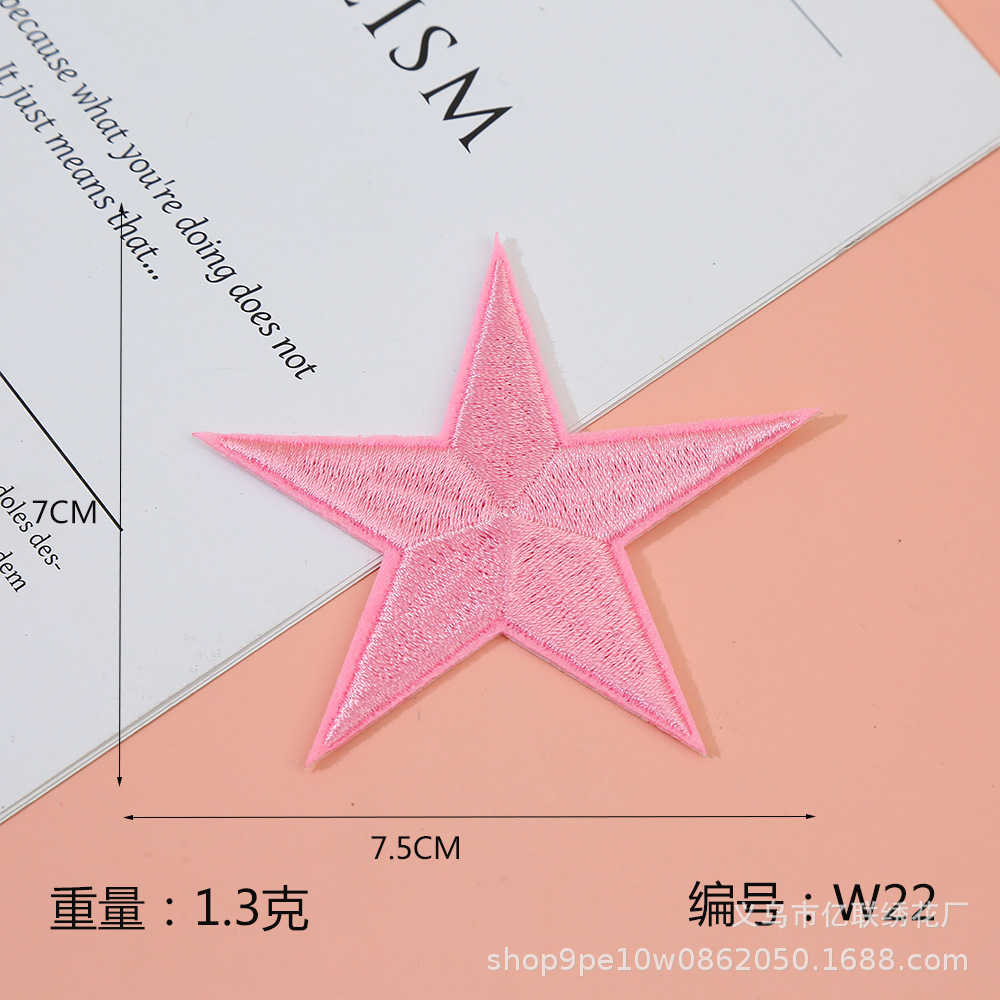 LISM
because what you're doing does not
It just means that...
7CM
doles des-
dem
7.5CM
重量：1.3克
编号：W22
义乌市亿联绣花厂
shop9pe10w0862050.1688.com